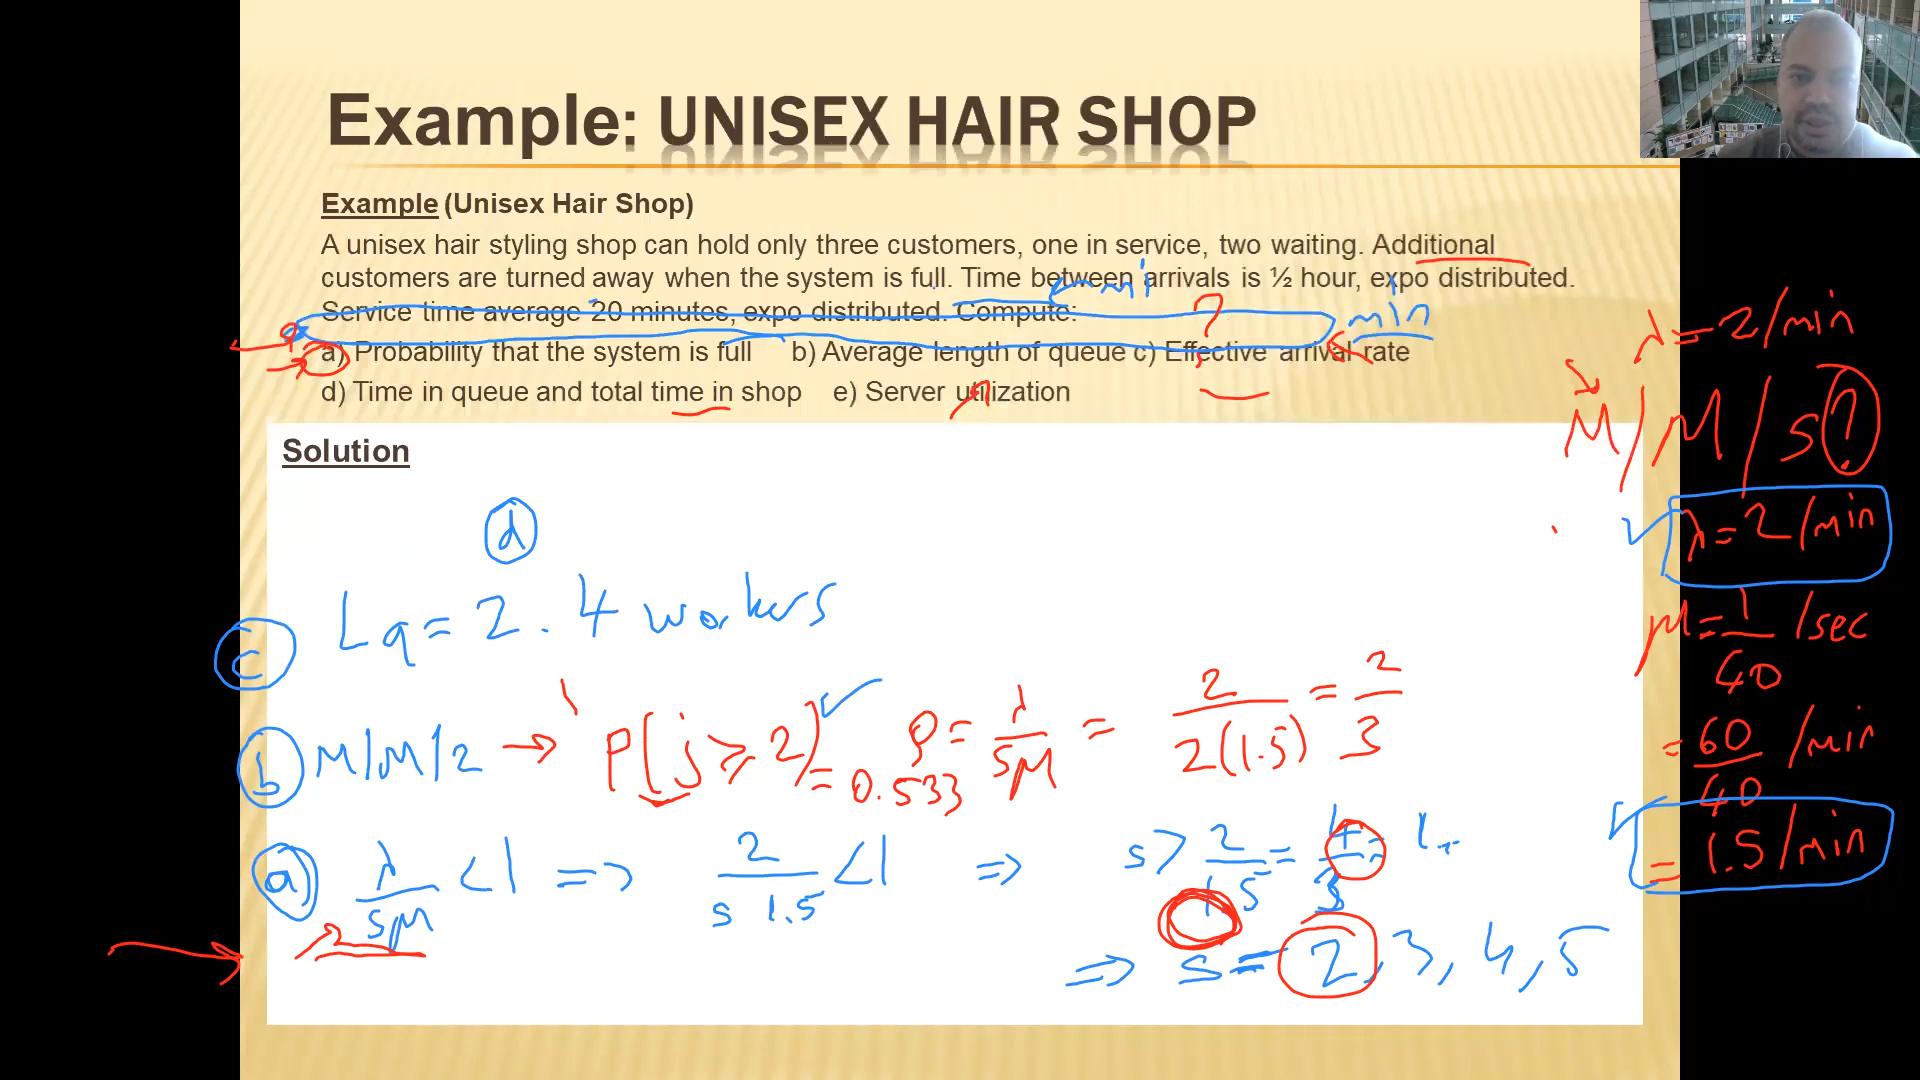 Example: UNISEX HAIR SHOP
Example (Unisex Hair Shop)
A unisex hair styling shop can hold only three customers, one in service, two waiting. Additional
customers are turned away when the system is full. Time between arrivals is ½ hour, expo distributed.
Service time average 20 minutes, expo distributed. Compute:
a) Probability that the system is full b) Average length of queue c) Effective arrival rate
d) Time in queue and total time in shop e) Server utilization
min
?
Solution
λ=2/min
M/M/s?
λ=2/min
μ=1/40 /sec
=60/40 /min
=1.5/min
d
c Lq=2.4 workers
b M/M/2 → P(j≥2)=0.533 ρ=λ/sμ = 2/2(1.5) = 2/3
a λ/sμ <1 ⇒ 2/s 1.5 <1 ⇒ s> 2/1.5 = 4/3 = 1.
⇒ s=2,3,4,5